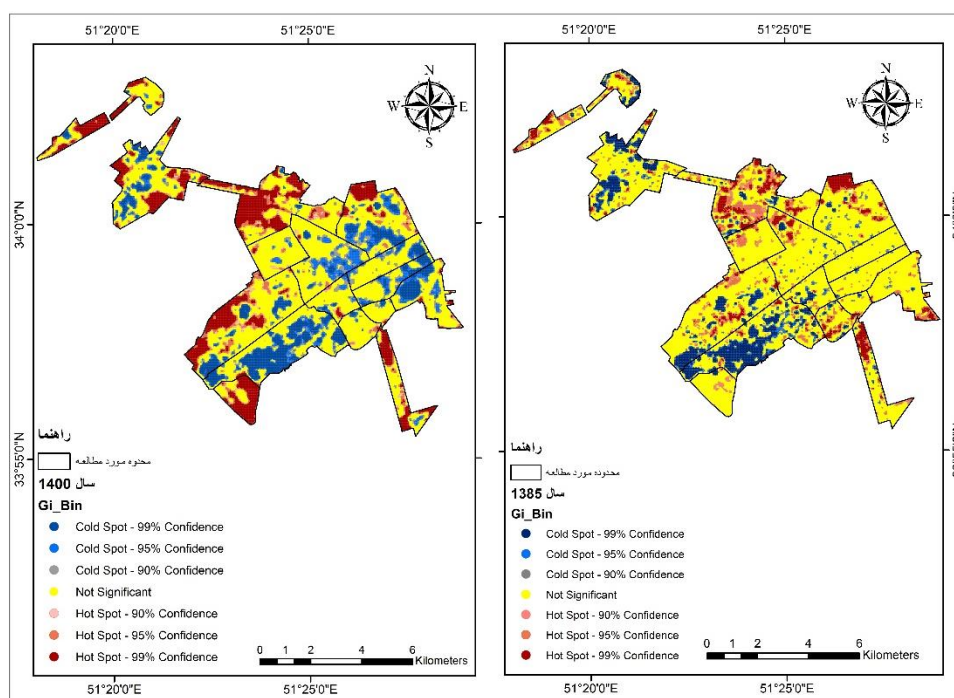 51°20'0"E 51°25'0"E
N
W E
S
34°0'0"N
33°55'0"N
راهنما
محدوه مورد مطالعه
سال 1400
Gi_Bin
Cold Spot - 99% Confidence
Cold Spot - 95% Confidence
Cold Spot - 90% Confidence
Not Significant
Hot Spot - 90% Confidence
Hot Spot - 95% Confidence
Hot Spot - 99% Confidence
0 1 2 4 6
Kilometers
51°20'0"E 51°25'0"E
51°20'0"E 51°25'0"E
N
W E
S
راهنما
محدوده مورد مطالعه
سال 1385
Gi_Bin
Cold Spot - 99% Confidence
Cold Spot - 95% Confidence
Cold Spot - 90% Confidence
Not Significant
Hot Spot - 90% Confidence
Hot Spot - 95% Confidence
Hot Spot - 99% Confidence
0 1 2 4 6
Kilometers
51°20'0"E 51°25'0"E